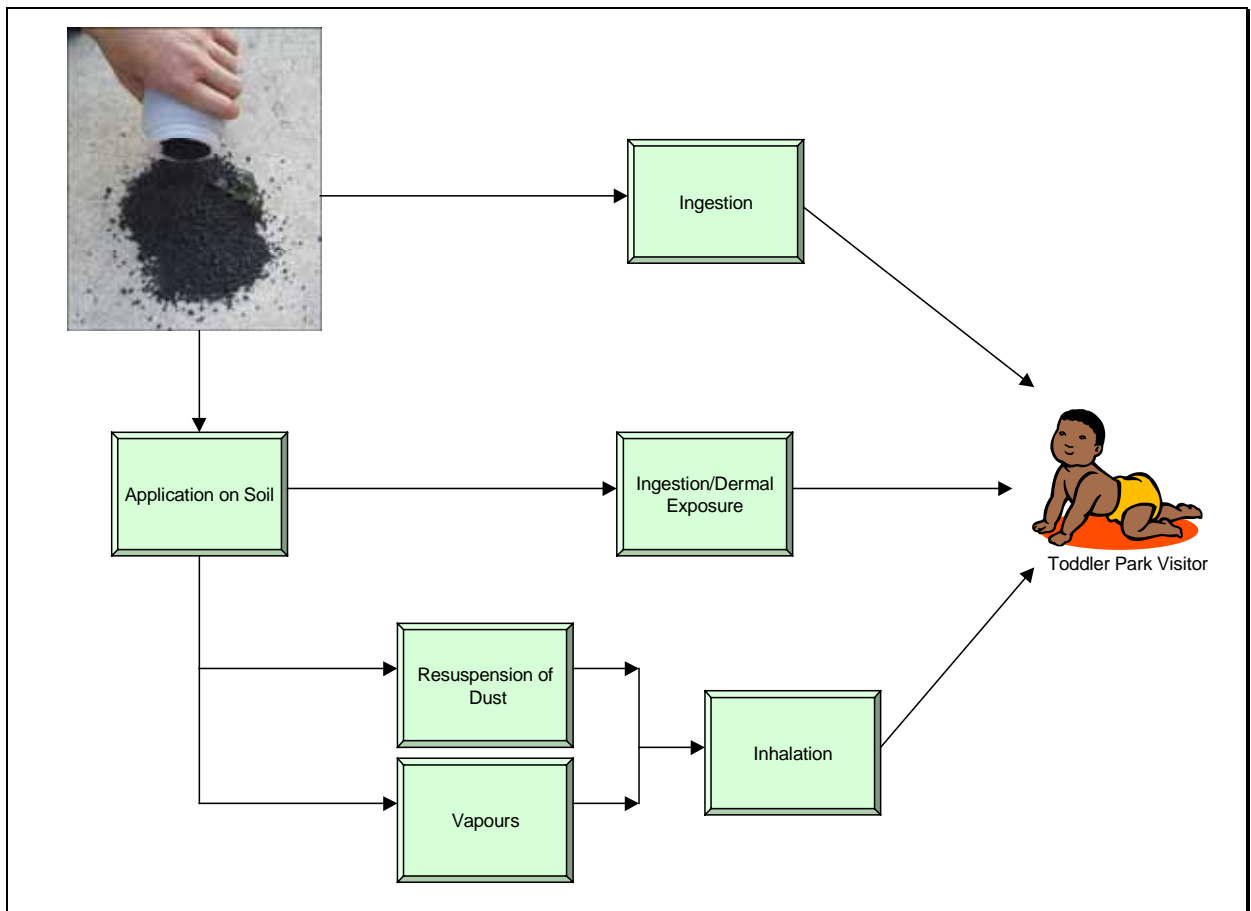 Ingestion
Application on Soil
Ingestion/Dermal
Exposure
Toddler Park Visitor
Resuspension of
Dust
Inhalation
Vapours